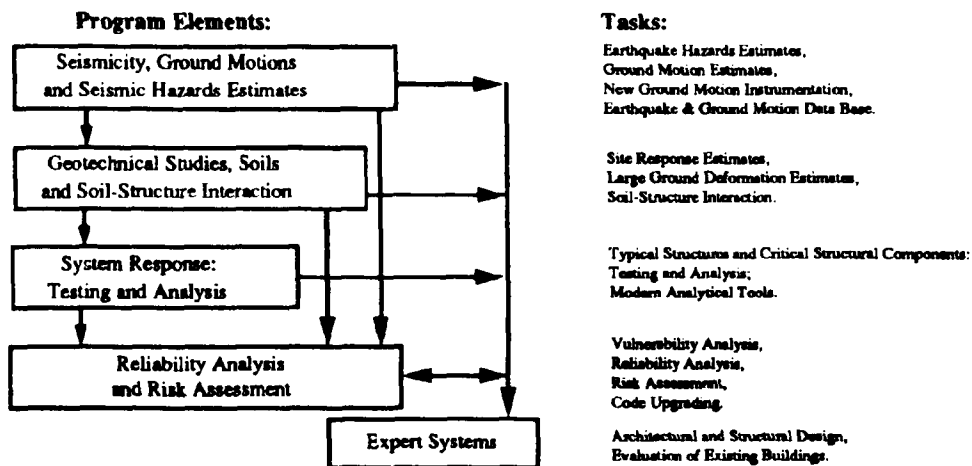 Program Elements:
Seismicity, Ground Motions
and Seismic Hazards Estimates
Geotechnical Studies, Soils
and Soil-Structure Interaction
System Response:
Testing and Analysis
Reliability Analysis
and Risk Assessment
Expert Systems
Tasks:
Earthquake Hazards Estimates,
Ground Motion Estimates,
New Ground Motion Instrumentation,
Earthquake & Ground Motion Data Base.
Site Response Estimates,
Large Ground Deformation Estimates,
Soil-Structure Interaction.
Typical Structures and Critical Structural Components:
Testing and Analysis;
Modern Analytical Tools.
Vulnerability Analysis,
Reliability Analysis,
Risk Assessment,
Code Upgrading.
Architectural and Structural Design,
Evaluation of Existing Buildings.